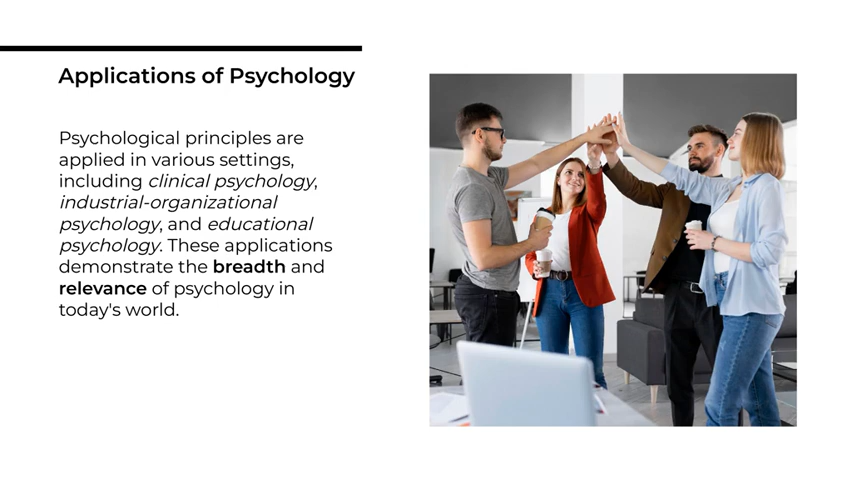 Applications of Psychology
Psychological principles are
applied in various settings,
including clinical psychology,
industrial-organizational
psychology, and educational
psychology. These applications
demonstrate the breadth and
relevance of psychology in
today's world.